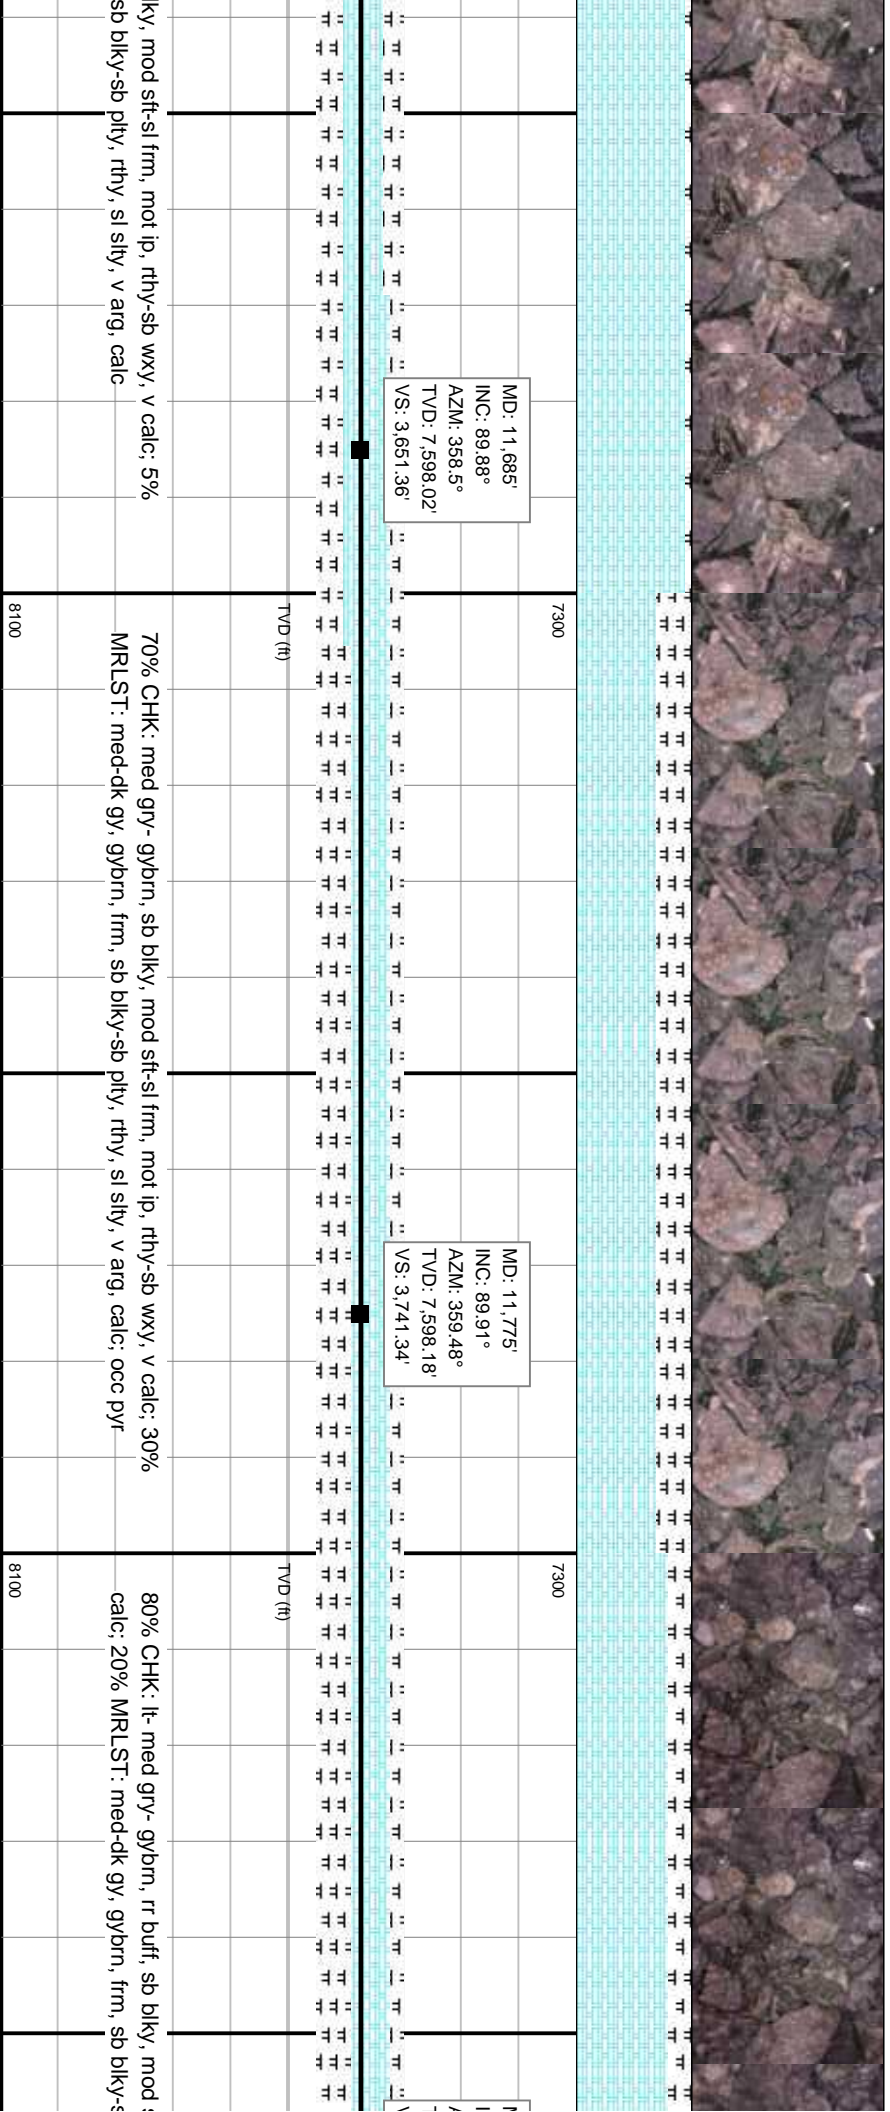 lky, mod sft-sl frm, mot ip, rthy-sb wxy, v calc; 5%
sb blky-sb plty, rthy, sl slty, v arg, calc
MD: 11,685'
INC: 89.88°
AZM: 358.5°
TVD: 7,598.02'
VS: 3,651.36'
7300
TVD (ft)
8100
70% CHK: med gry- gybrn, sb blky, mod sft-sl frm, mot ip, rthy-sb wxy, v calc; 30%
MRLST: med-dk gy, gybrn, frm, sb blky-sb plty, rthy, sl slty, v arg, calc; occ pyr
MD: 11,775'
INC: 89.91°
AZM: 359.48°
TVD: 7,598.18'
VS: 3,741.34'
7300
TVD (ft)
8100
80% CHK: lt- med gry- gybrn, rr buff, sb blky, mod
calc; 20% MRLST: med-dk gy, gybrn, frm, sb blky-s